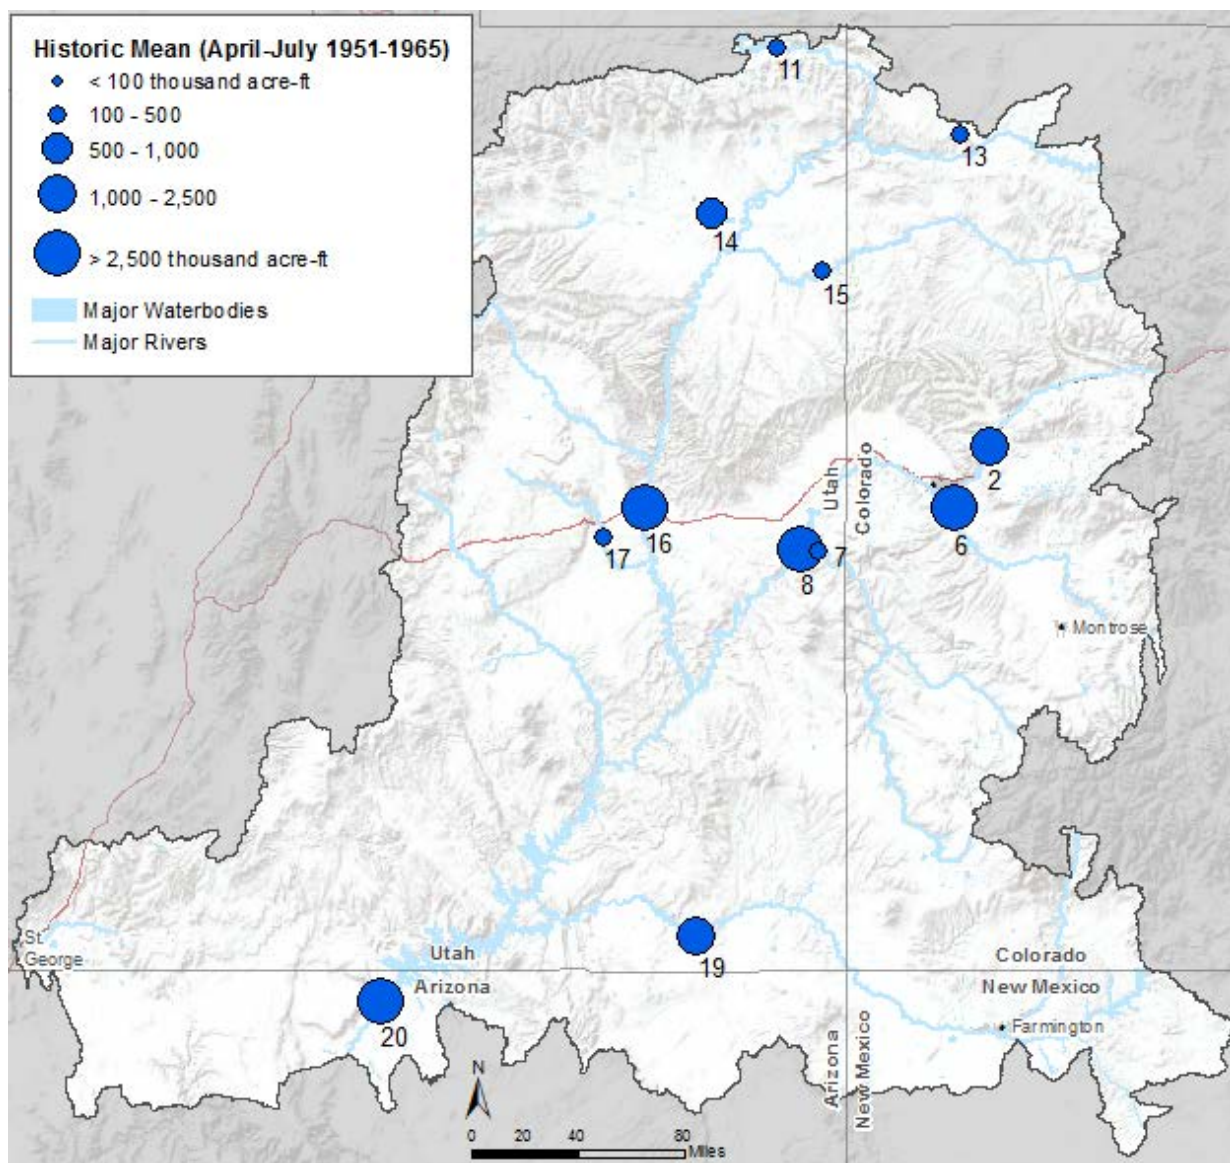 Historic Mean (April-July 1951-1965)
< 100 thousand acre-ft
100 - 500
500 - 1,000
1,000 - 2,500
> 2,500 thousand acre-ft
Major Waterbodies
Major Rivers
11
13
14
15
2
Utah
Colorado
6
16
17
7
8
Montrose
19
St.
George
Utah
Arizona
Colorado
New Mexico
20
Arizona
New Mexico
Farmington
N
0 20 40 80
Miles